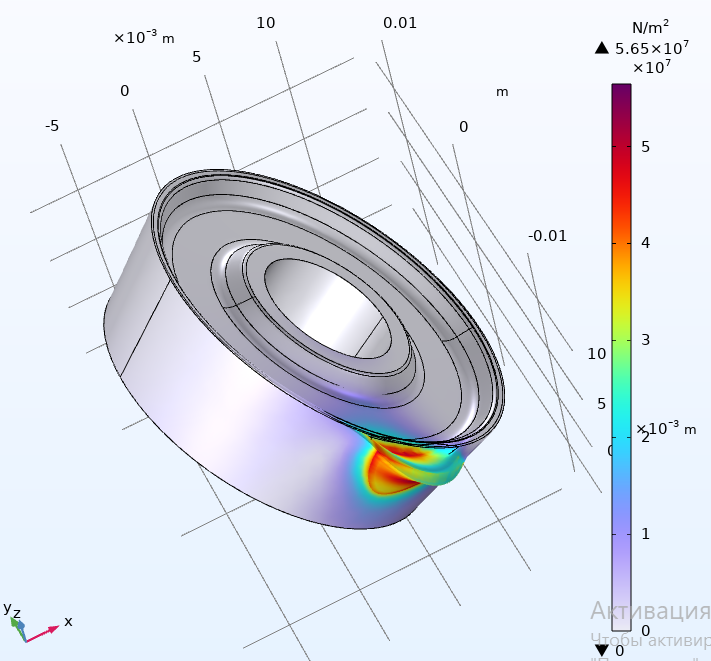 N/m²
▲ 5.65×10⁷
×10⁷
5
4
3
2
1
0
▼ 0
×10⁻³ m
-5
0
5
10
0.01
m
0
-0.01
10
5
0
×10⁻³ m
y
z
x
Активация
Чтобы активир